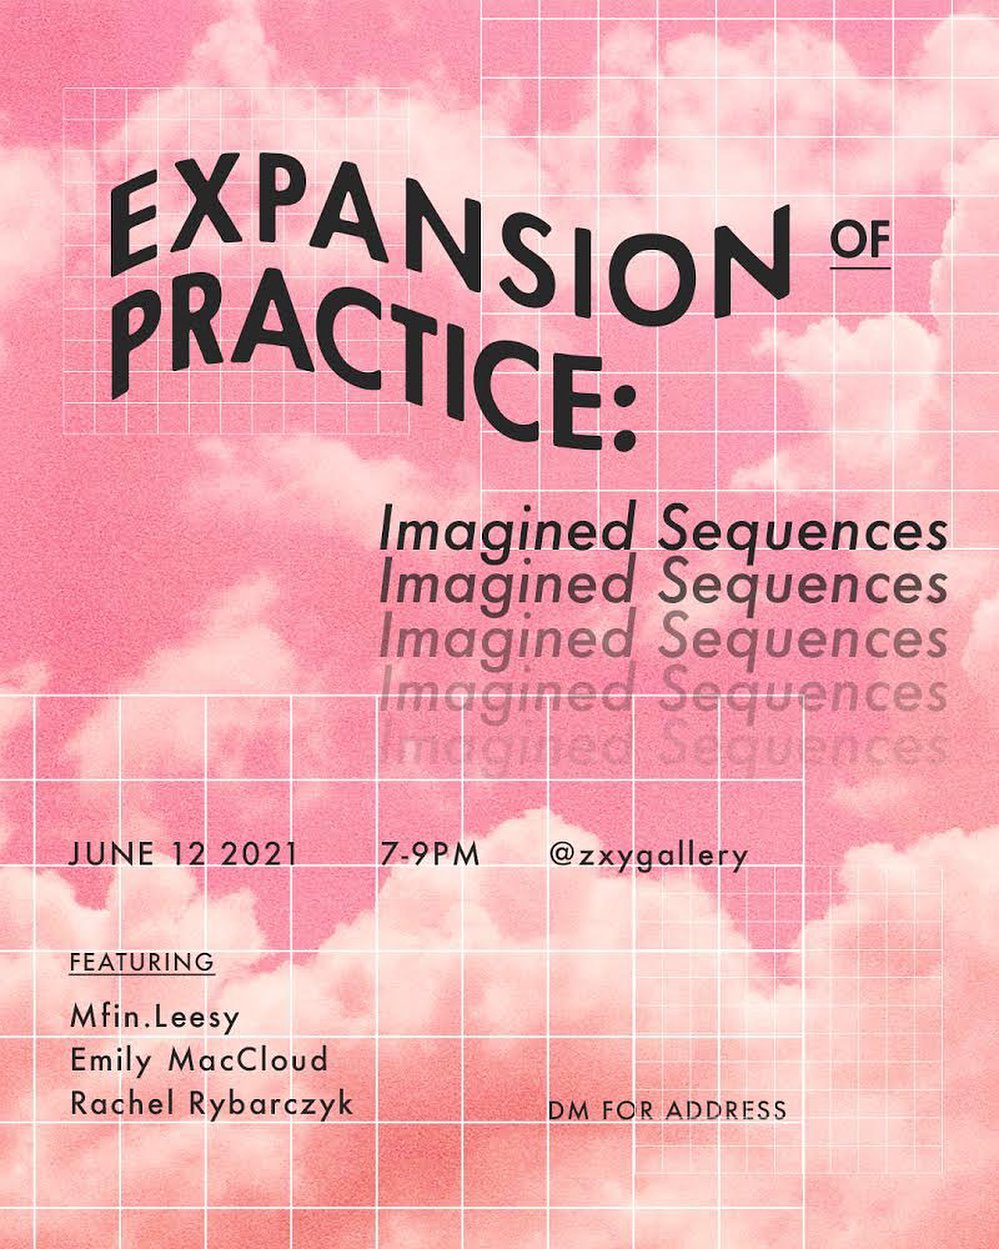 EXPANSION OF
PRACTICE:
Imagined Sequences
Imagined Sequences
Imagined Sequences
Imagined Sequences
Imagined Sequences
JUNE 12 2021 7-9PM @zxygallery
FEATURING
Mfin.Leesy
Emily MacCloud
Rachel Rybarczyk
DM FOR ADDRESS